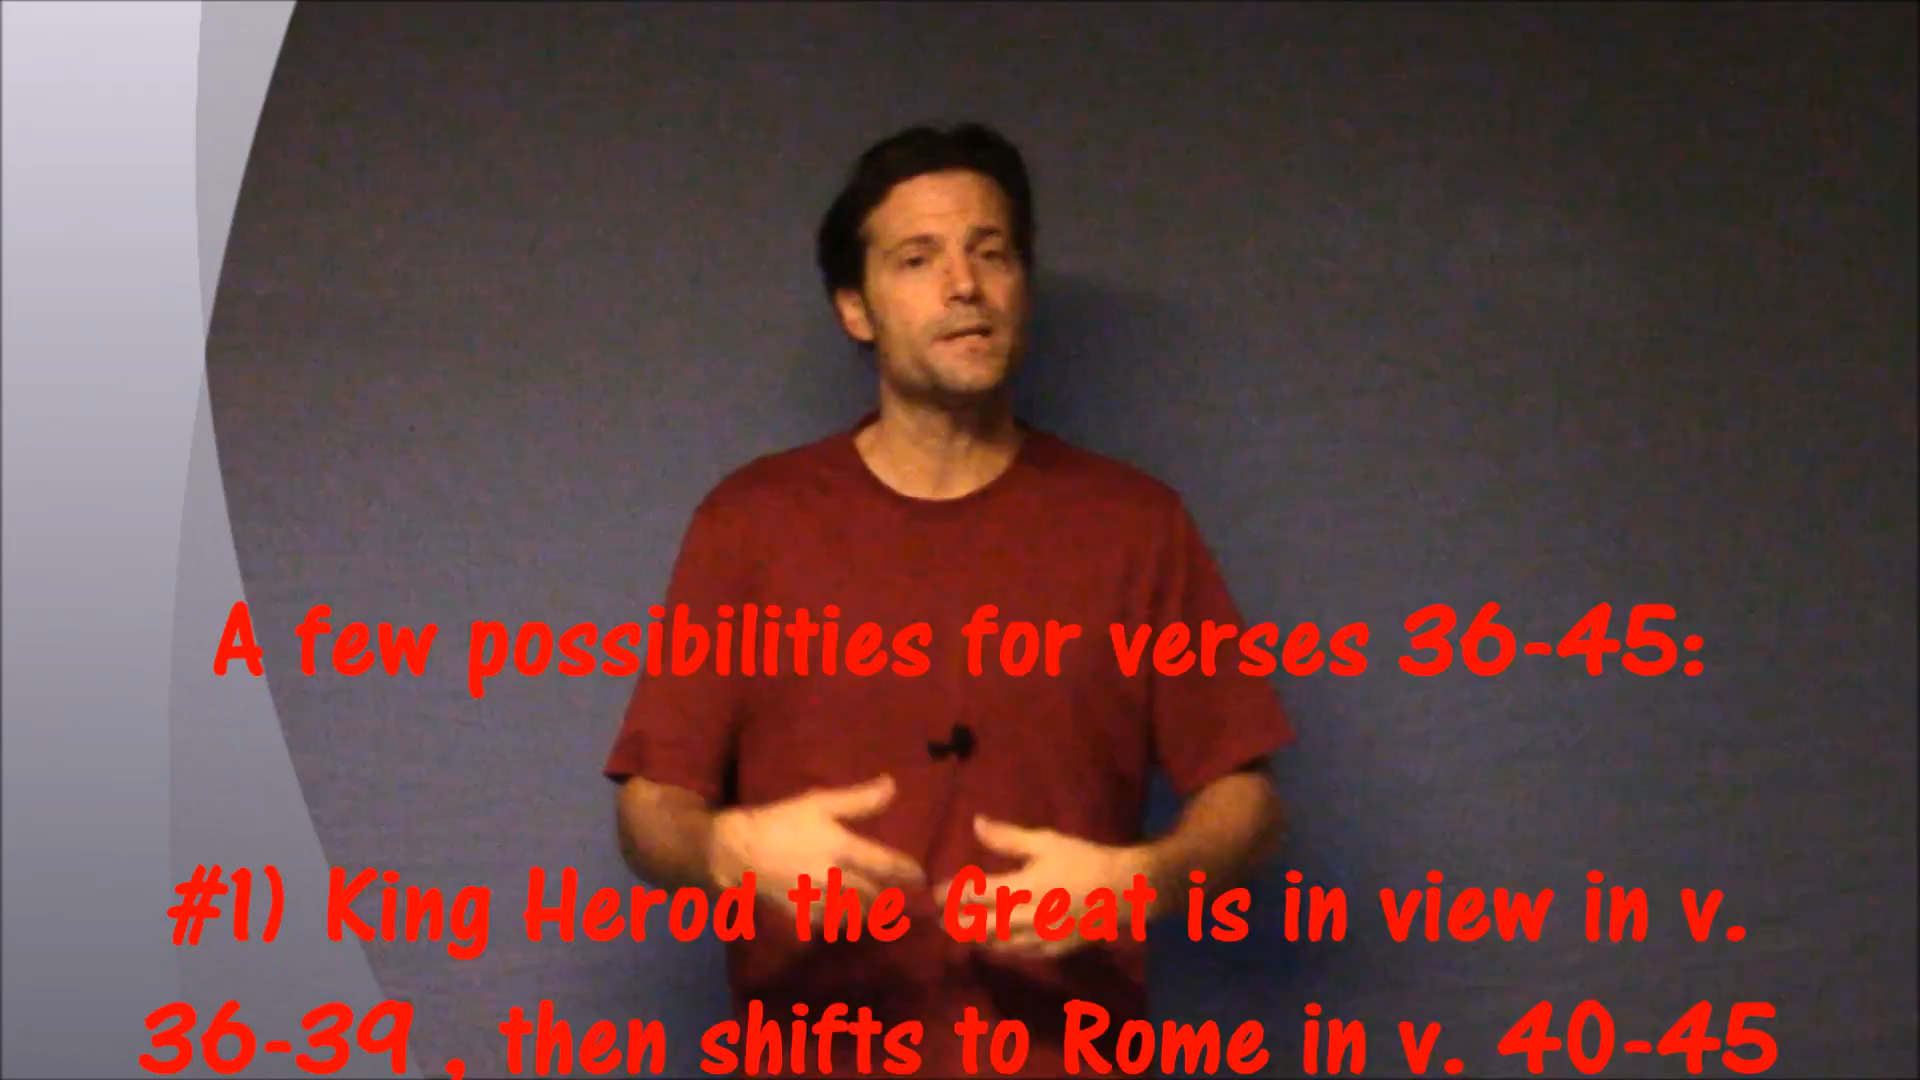 A few possibilities for verses 36-45:
#1) King Herod the Great is in view in v.
36-39 , then shifts to Rome in v. 40-45